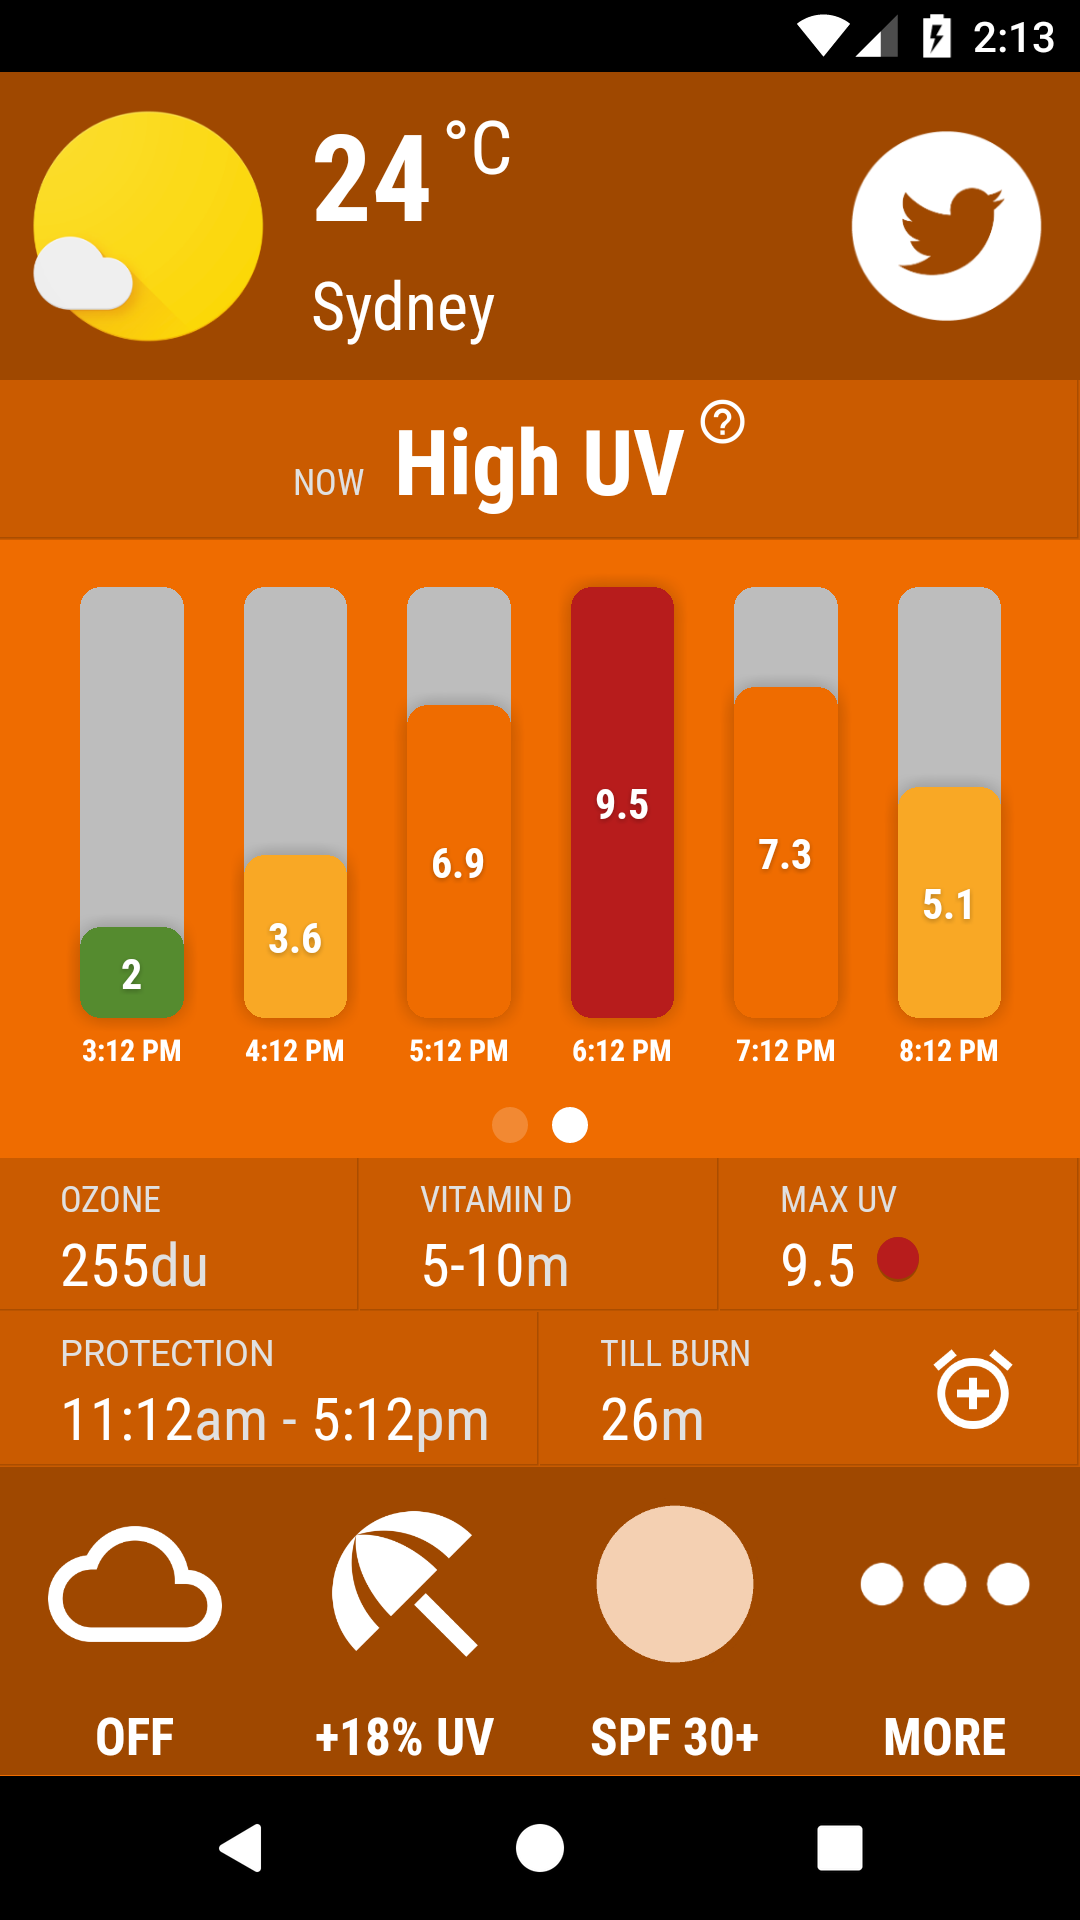 2:13
24 °C
Sydney
NOW High UV ?
9.5
6.9
7.3
5.1
3.6
2
3:12 PM 4:12 PM 5:12 PM 6:12 PM 7:12 PM 8:12 PM
OZONE VITAMIN D MAX UV
255du 5-10m 9.5
PROTECTION TILL BURN
11:12am - 5:12pm 26m
OFF +18% UV SPF 30+ MORE